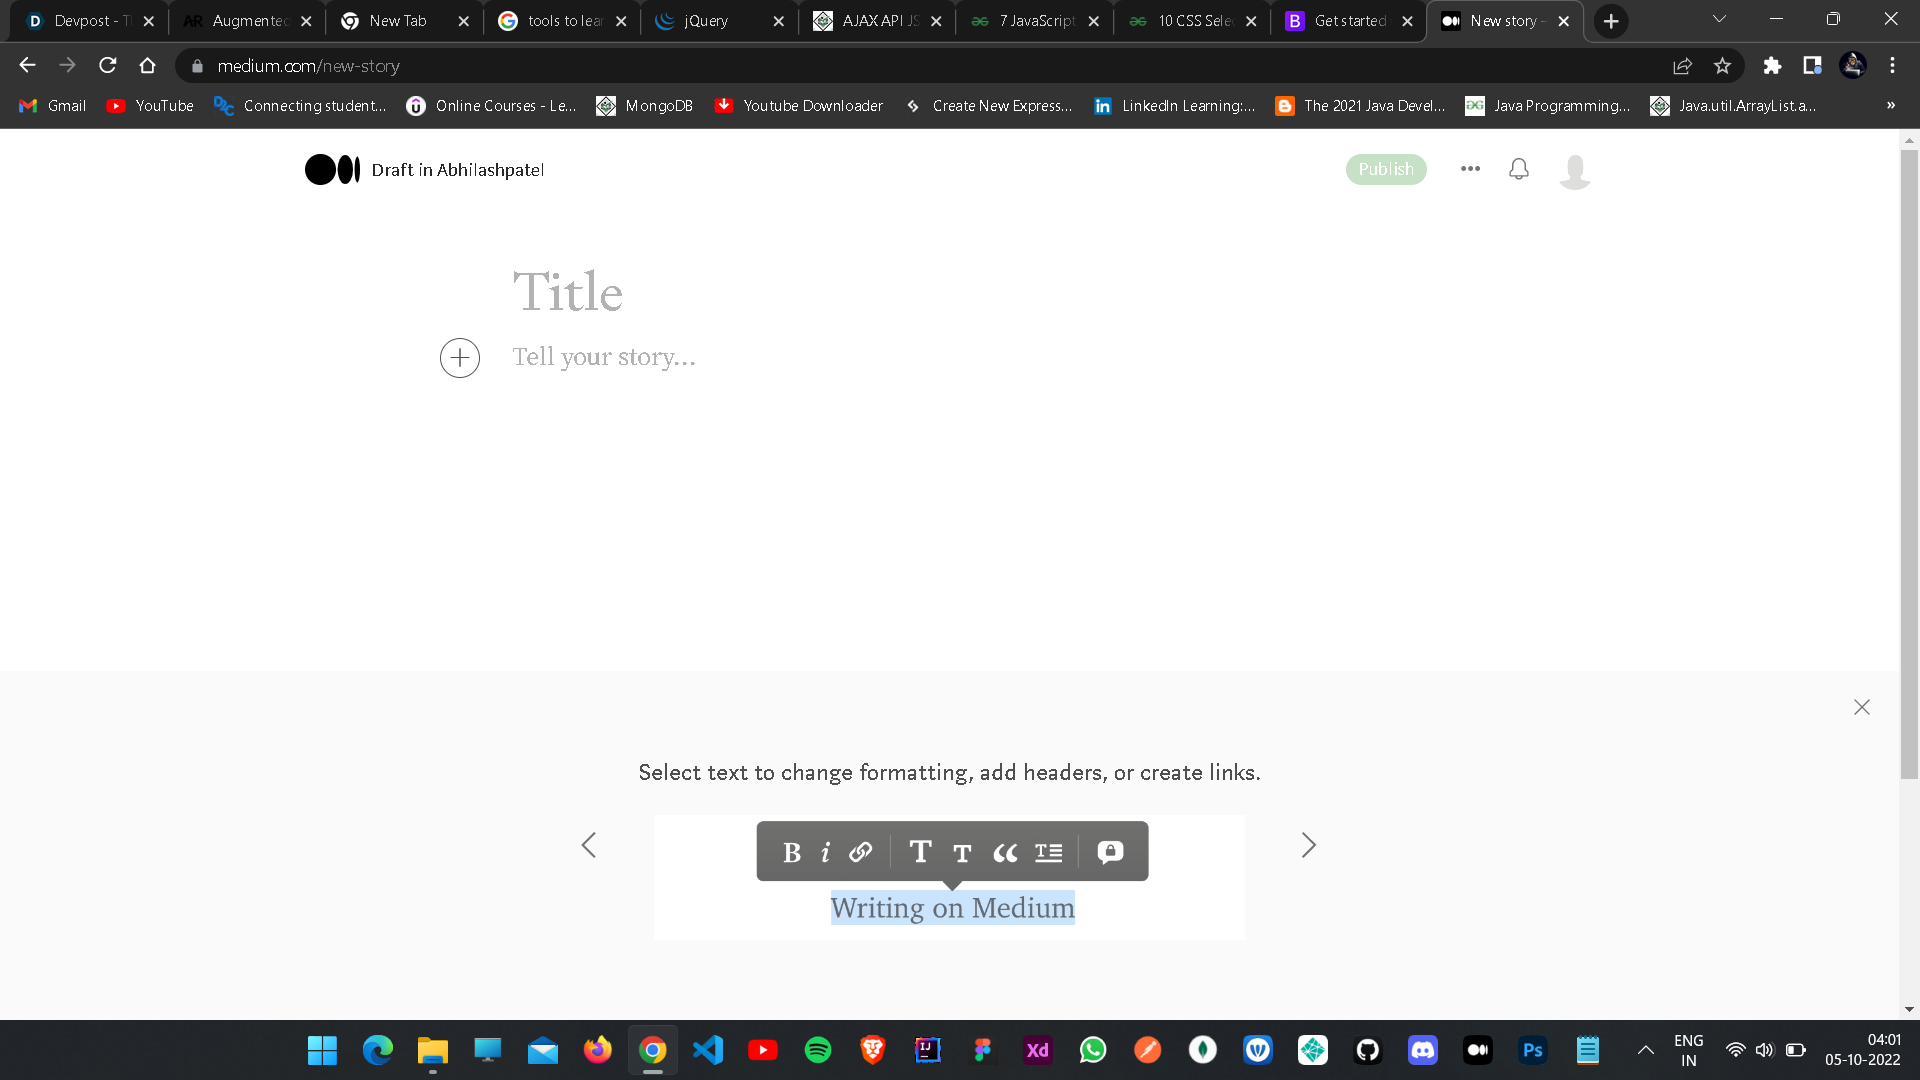 Devpost - Th
Augmented
New Tab
tools to lear
jQuery
AJAX API JS
7 JavaScript
10 CSS Selec
Get started
New story –
medium.com/new-story
Gmail
YouTube
Connecting student...
Online Courses - Le...
MongoDB
Youtube Downloader
Create New Express...
LinkedIn Learning:...
The 2021 Java Devel...
Java Programming...
Java.util.ArrayList.a...
»
Draft in Abhilashpatel
Publish
Title
Tell your story...
Select text to change formatting, add headers, or create links.
B i T T “ T
Writing on Medium
ENG
IN
04:01
05-10-2022